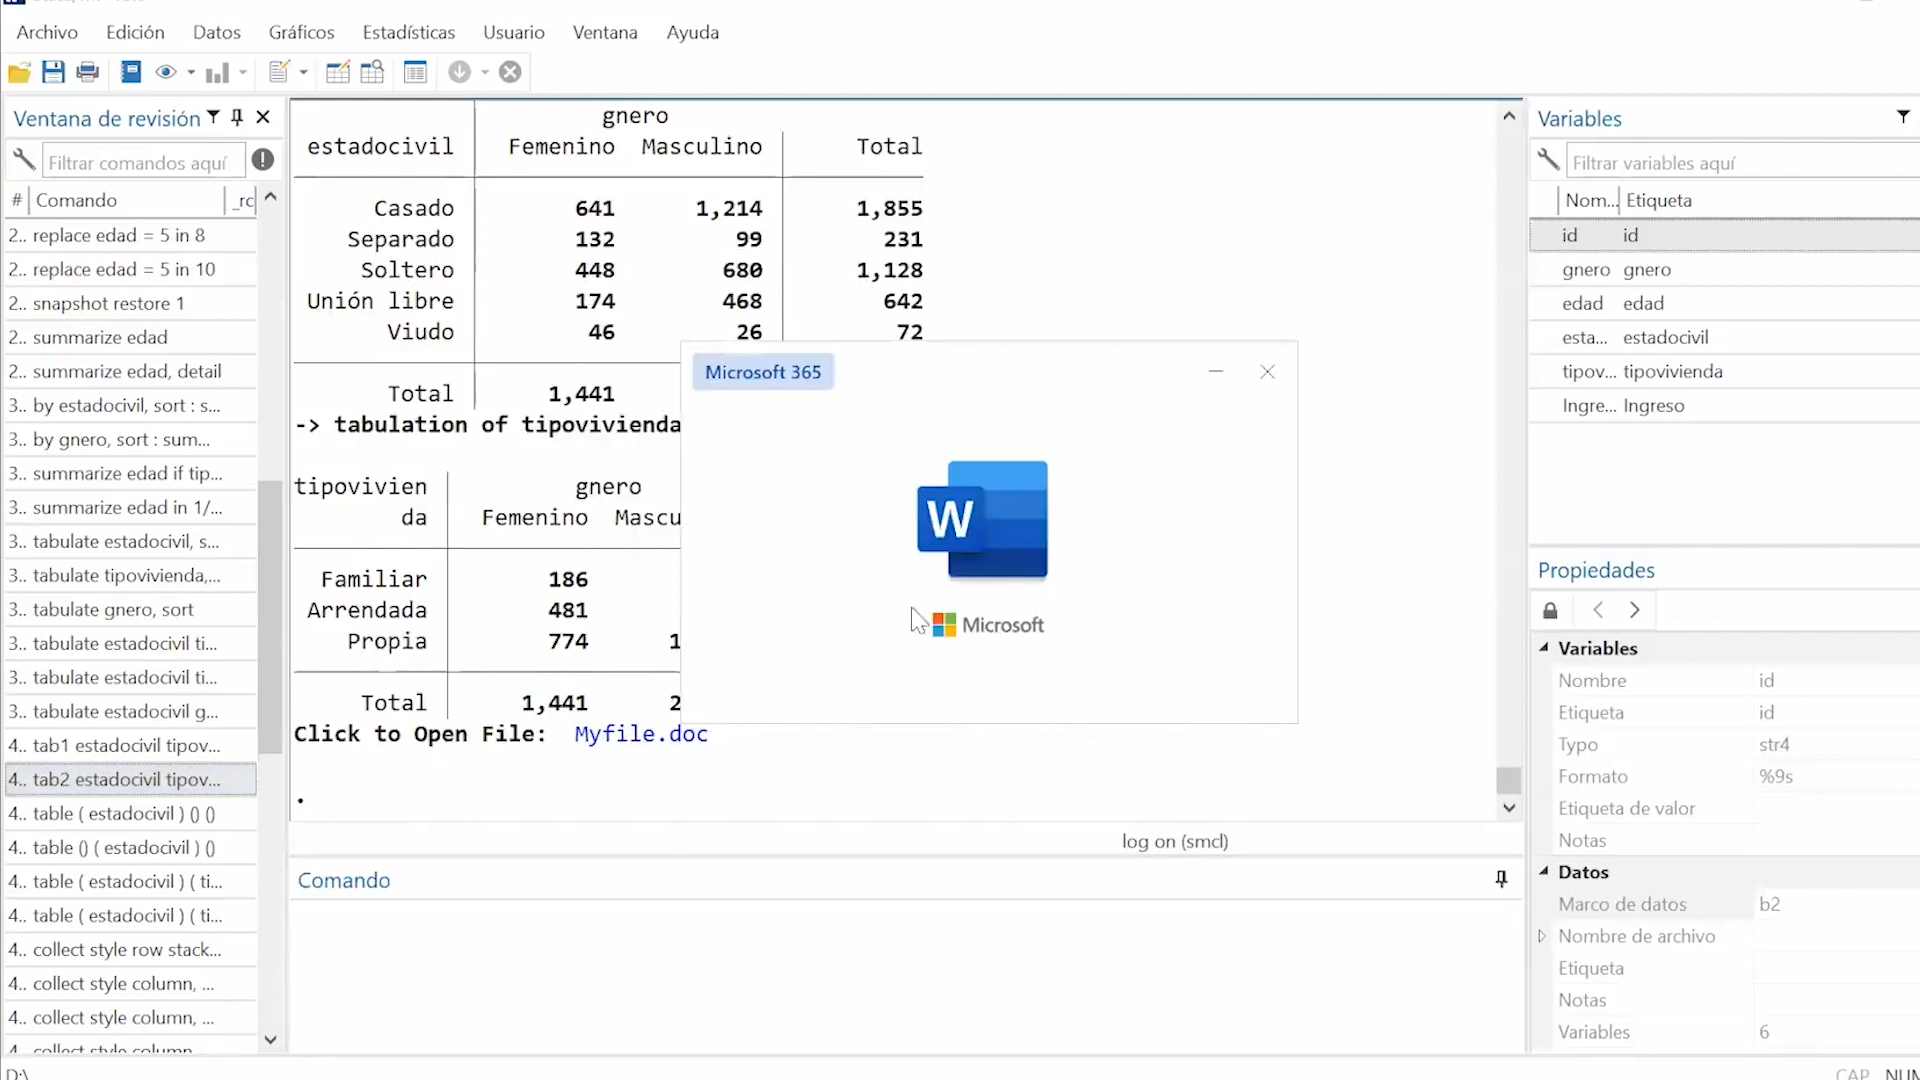 Archivo Edición Datos Gráficos Estadísticas Usuario Ventana Ayuda
Ventana de revisión
Filtrar comandos aquí
# Comando _rc
2.. replace edad = 5 in 8
2.. replace edad = 5 in 10
2.. snapshot restore 1
2.. summarize edad
2.. summarize edad, detail
3.. by estadocivil, sort : s...
3.. by gnero, sort : sum...
3.. summarize edad if tip...
3.. summarize edad in 1/...
3.. tabulate estadocivil, s...
3.. tabulate tipovivienda,...
3.. tabulate gnero, sort
3.. tabulate estadocivil ti...
3.. tabulate estadocivil ti...
3.. tabulate estadocivil g...
4.. tab1 estadocivil tipov...
4.. tab2 estadocivil tipov...
4.. table ( estadocivil ) () ()
4.. table () ( estadocivil ) ()
4.. table ( estadocivil ) ( ti...
4.. table ( estadocivil ) ( ti...
4.. collect style row stack...
4.. collect style column, ...
4.. collect style column, ...
4.. collect style column
gnero
estadocivil Femenino Masculino Total
Casado 641 1,214 1,855
Separado 132 99 231
Soltero 448 680 1,128
Unión libre 174 468 642
Viudo 46 26 72
Total 1,441
-> tabulation of tipovivienda
tipovivien gnero
da Femenino Mascu
Familiar 186
Arrendada 481
Propia 774 1
Total 1,441 2
Click to Open File: Myfile.doc
.
Microsoft 365
W
Microsoft
log on (smcl)
Comando
Variables
Filtrar variables aquí
Nom... Etiqueta
id id
gnero gnero
edad edad
esta... estadocivil
tipov... tipovivienda
Ingre... Ingreso
Propiedades
Variables
Nombre id
Etiqueta id
Typo str4
Formato %9s
Etiqueta de valor
Notas
Datos
Marco de datos b2
Nombre de archivo
Etiqueta
Notas
Variables 6
D:\
CAP NUM